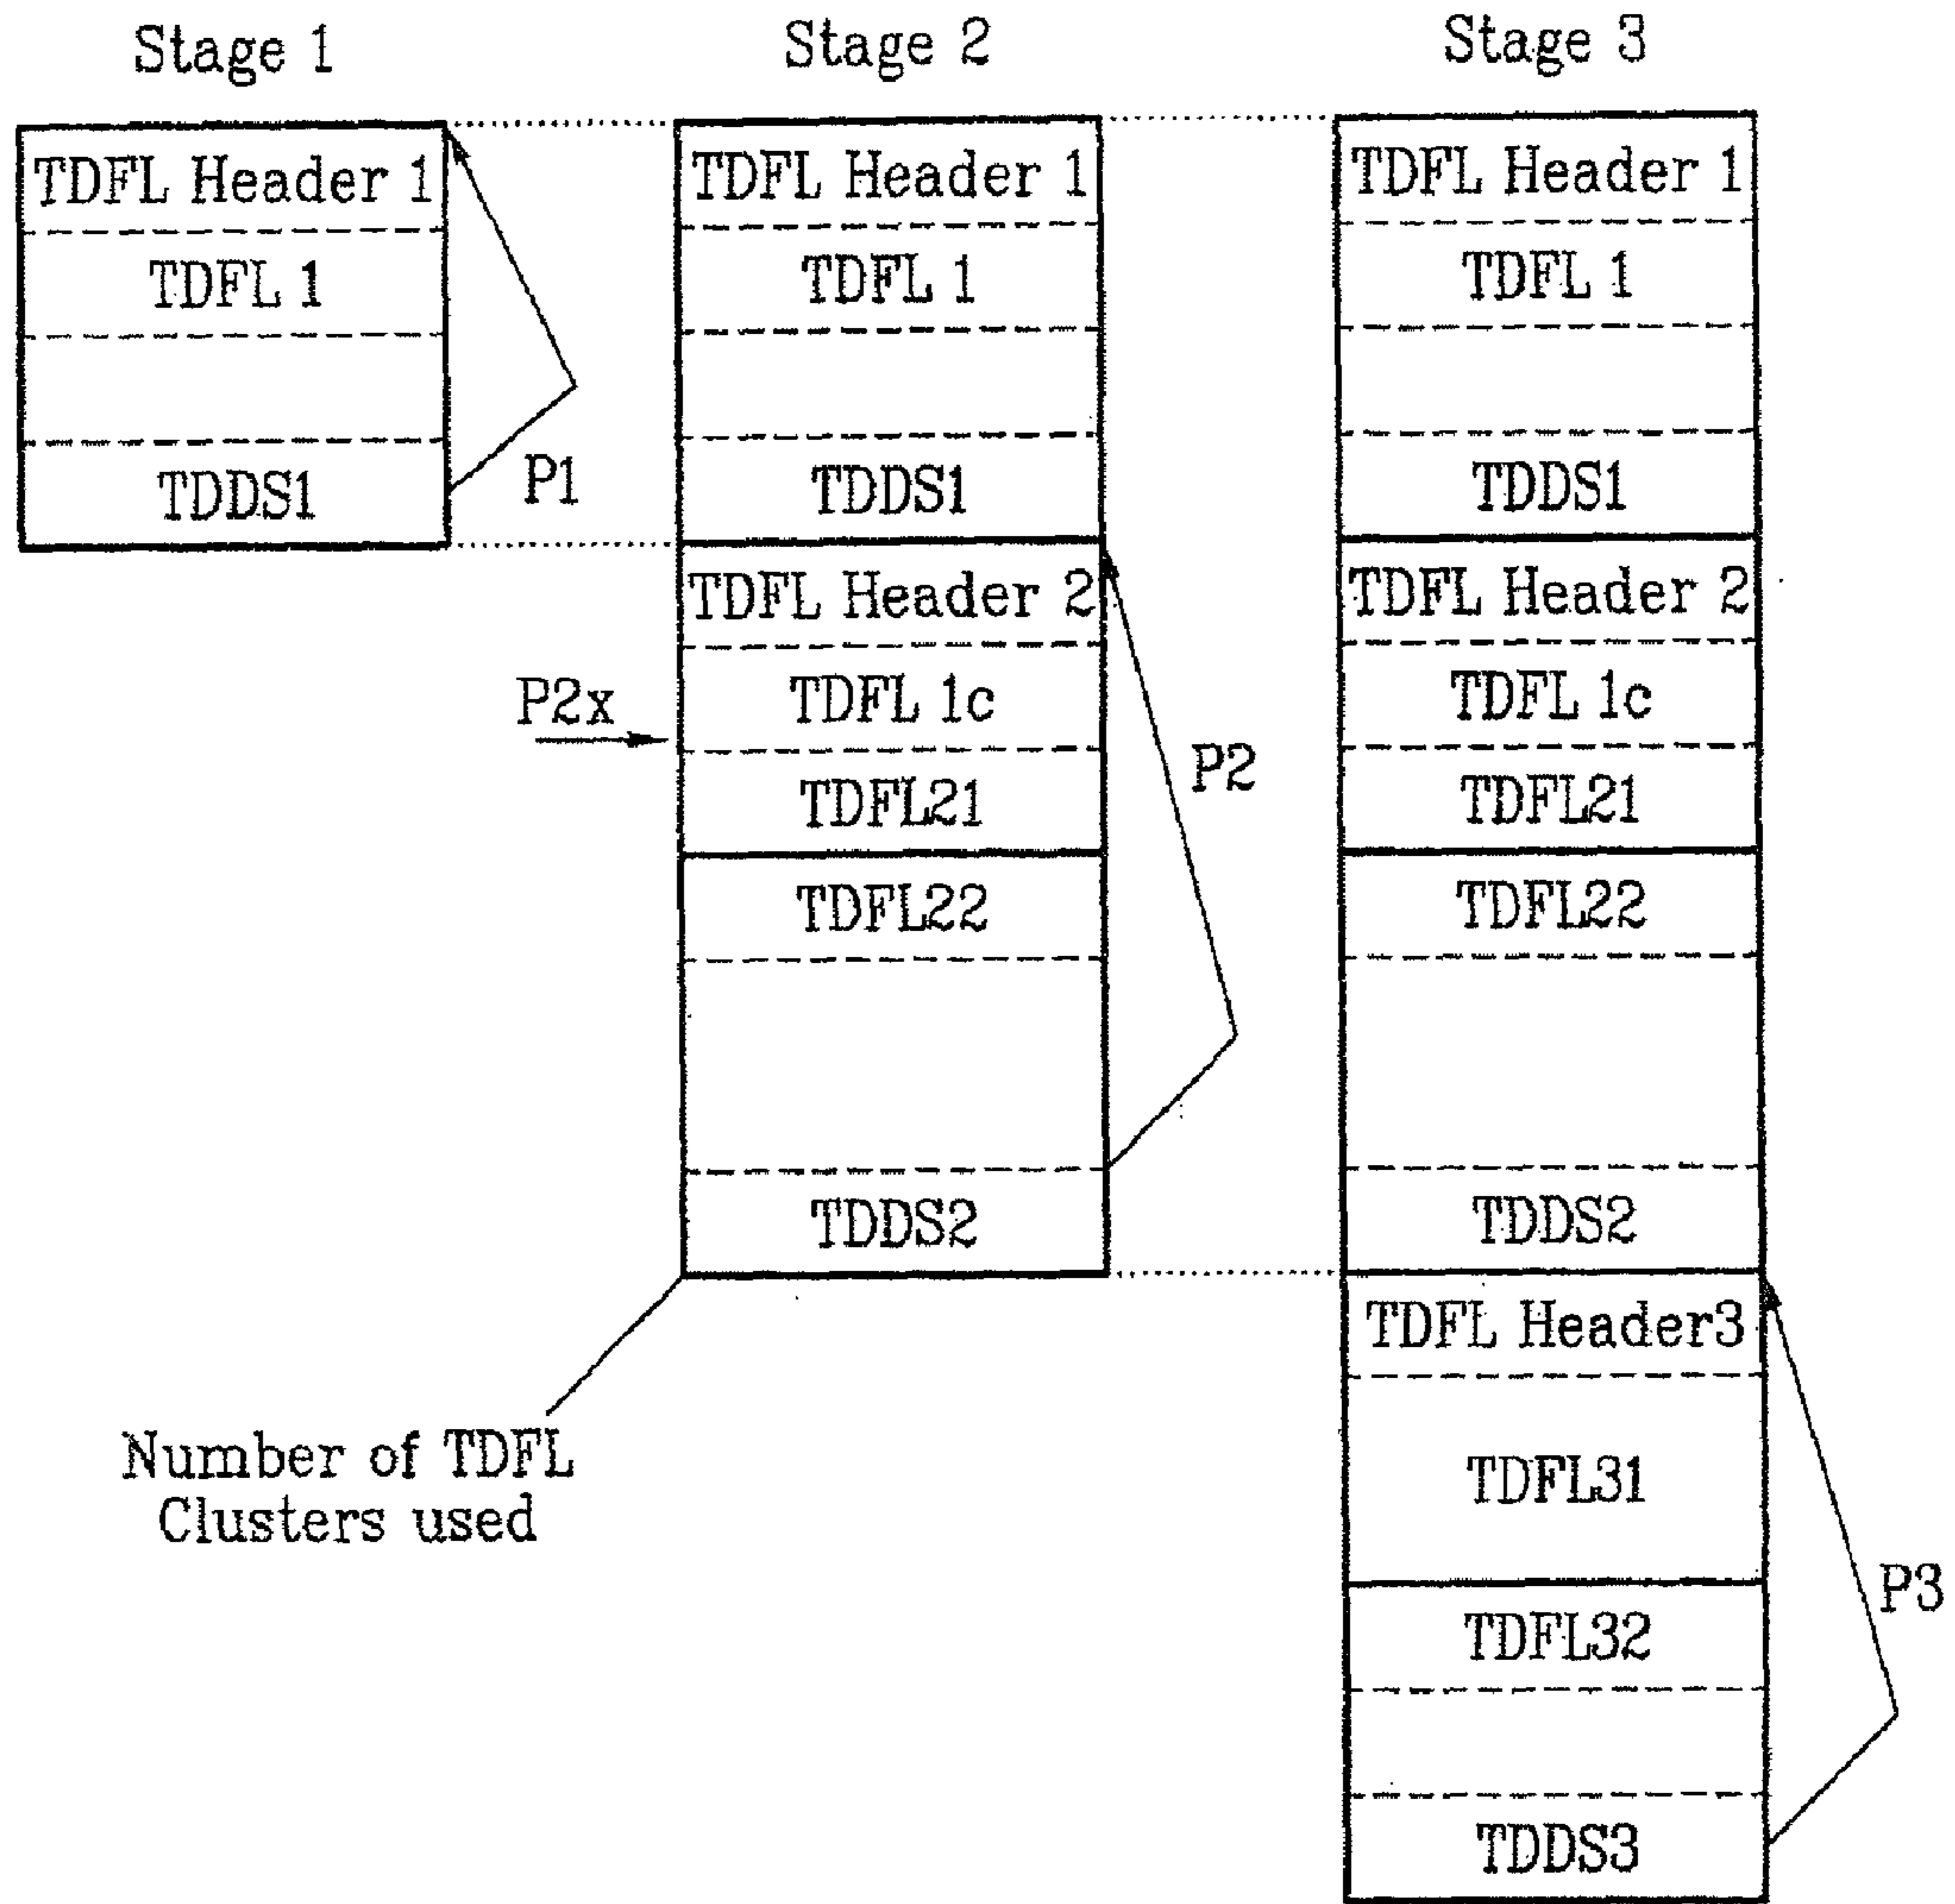 Stage 1
TDFL Header 1
TDFL 1
TDDS1
P1
Stage 2
TDFL Header 1
TDFL 1
TDDS1
TDFL Header 2
TDFL 1c
TDFL21
TDFL22
TDDS2
P2x
P2
Number of TDFL
Clusters used
Stage 3
TDFL Header 1
TDFL 1
TDDS1
TDFL Header 2
TDFL 1c
TDFL21
TDFL22
TDDS2
TDFL Header3
TDFL31
TDFL32
TDDS3
P3